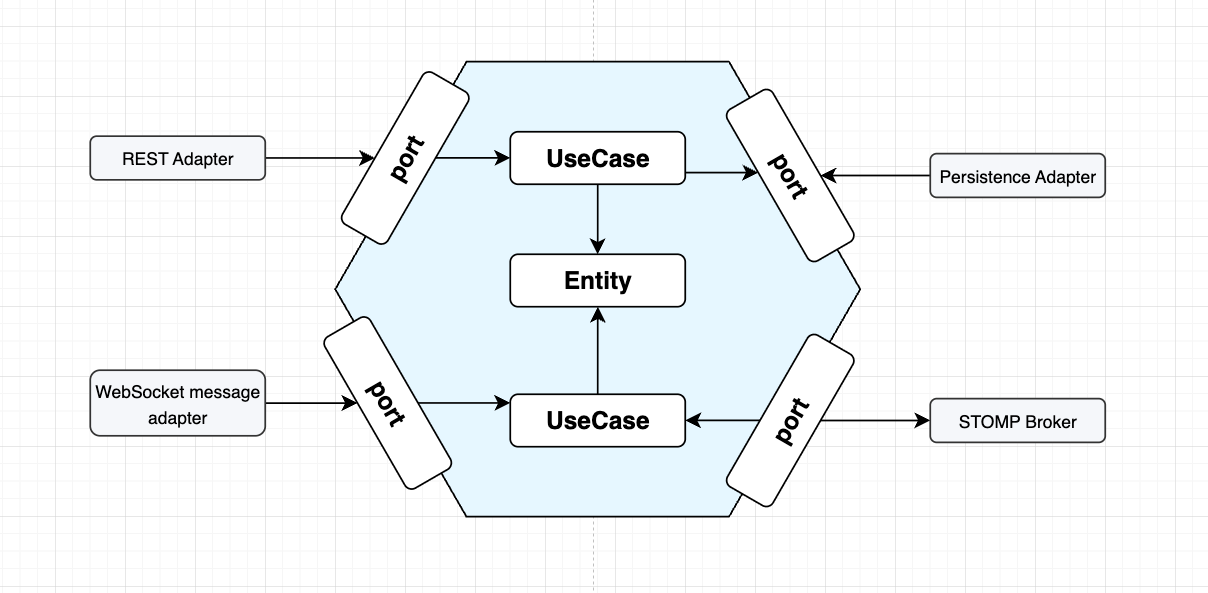 REST Adapter
port
UseCase
port
Persistence Adapter
Entity
WebSocket message
adapter
port
UseCase
port
STOMP Broker